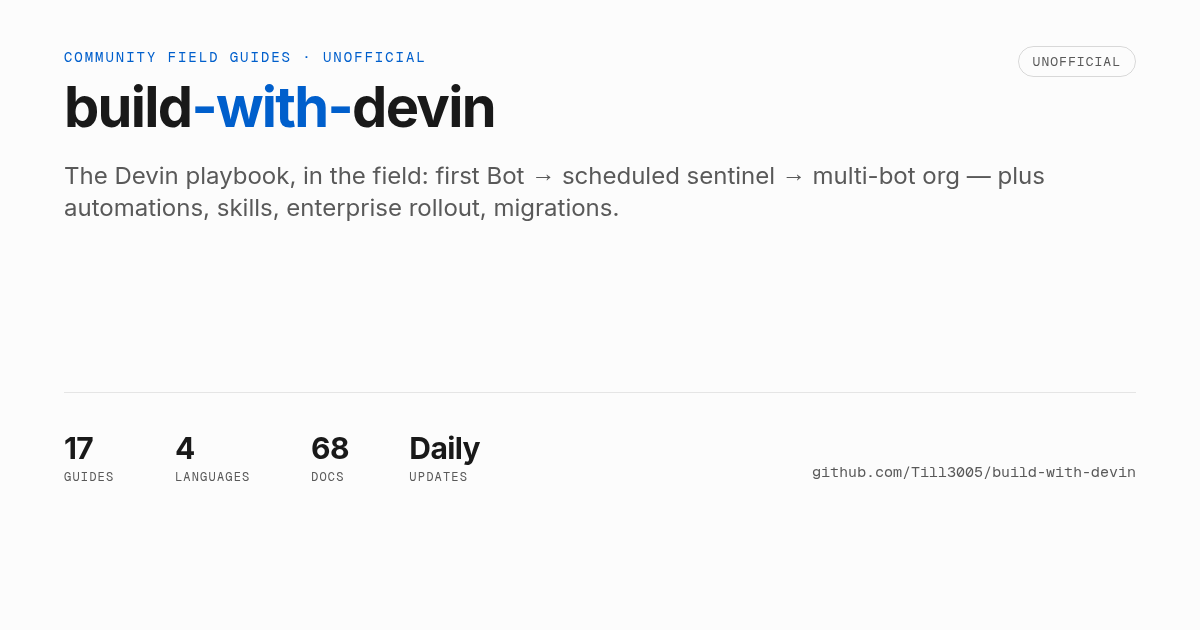 COMMUNITY FIELD GUIDES · UNOFFICIAL
UNOFFICIAL
build-with-devin
The Devin playbook, in the field: first Bot → scheduled sentinel → multi-bot org — plus
automations, skills, enterprise rollout, migrations.
17
GUIDES
4
LANGUAGES
68
DOCS
Daily
UPDATES
github.com/Till3005/build-with-devin